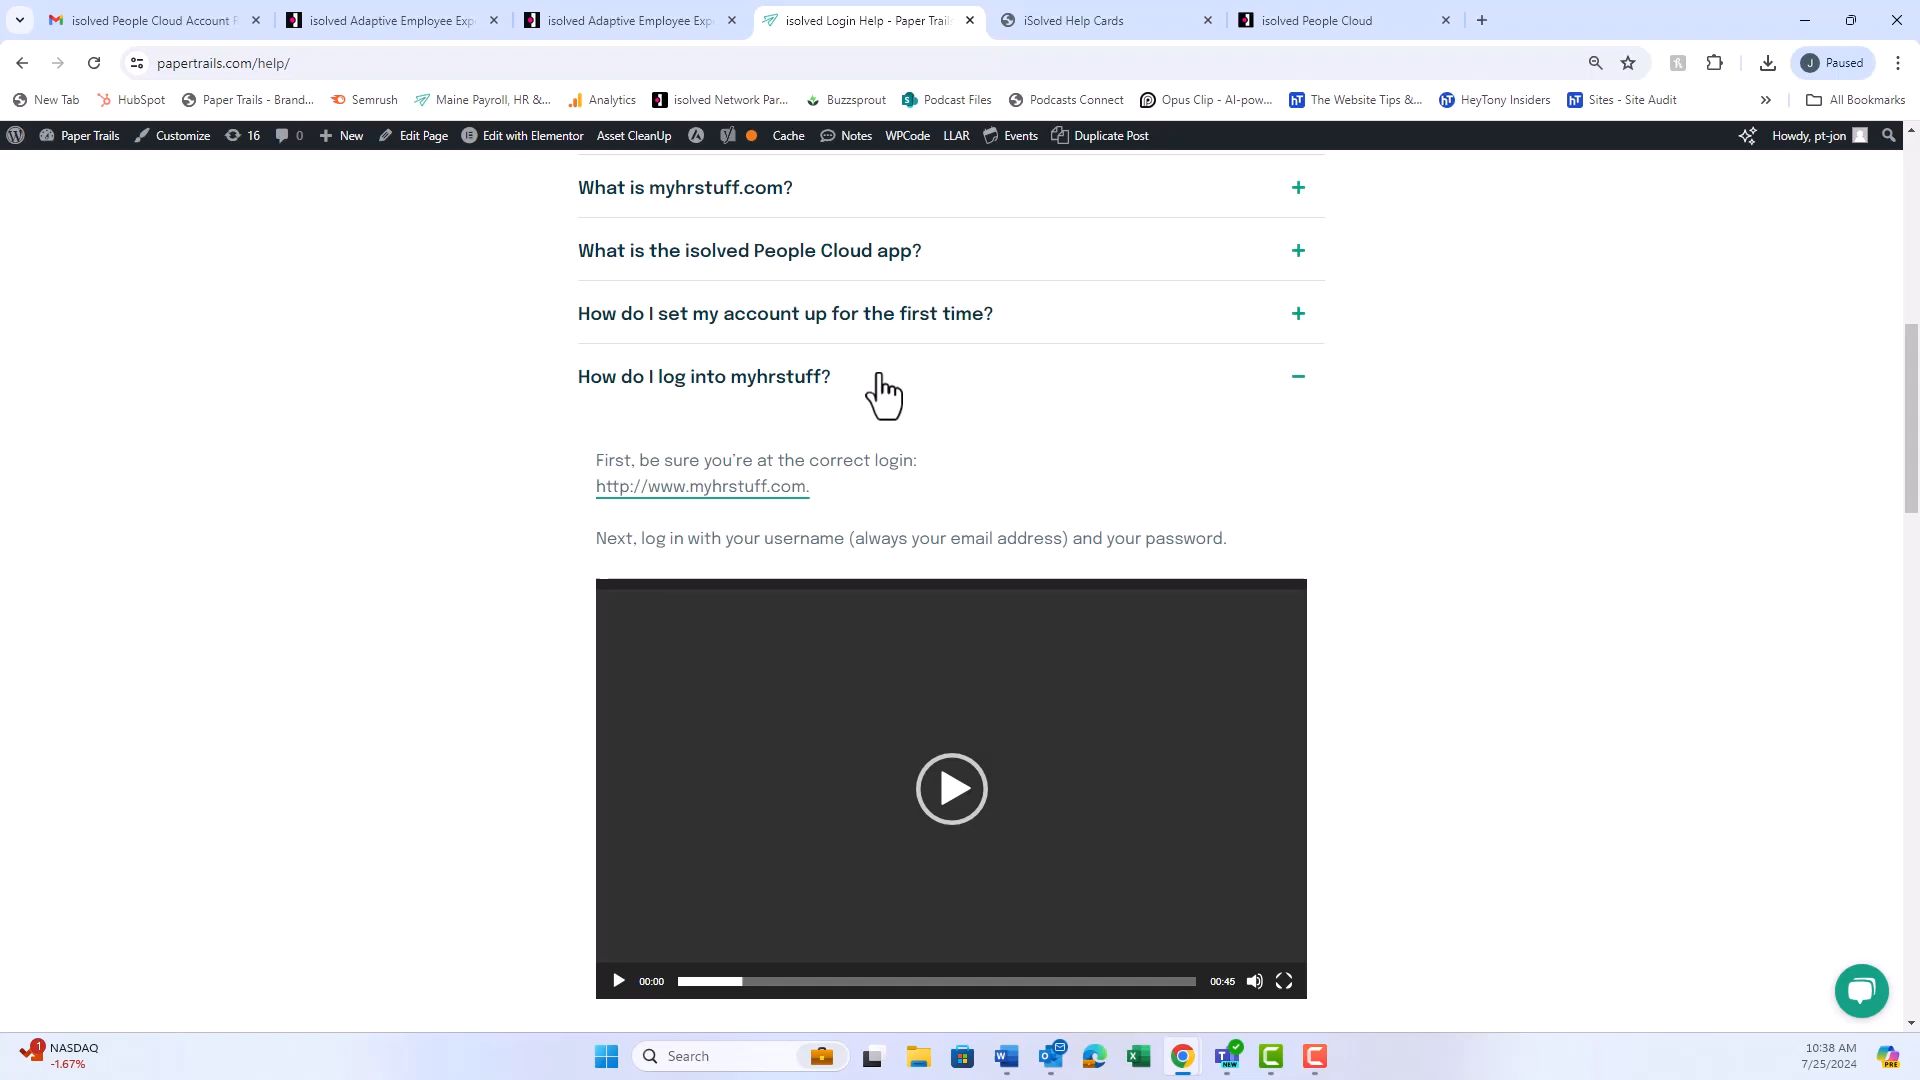 isolved People Cloud Account F
isolved Adaptive Employee Exp
isolved Adaptive Employee Exp
isolved Login Help - Paper Trail
iSolved Help Cards
isolved People Cloud
papertrails.com/help/
J Paused
New Tab
HubSpot
Paper Trails - Brand...
Semrush
Maine Payroll, HR &...
Analytics
isolved Network Par...
Buzzsprout
Podcast Files
Podcasts Connect
Opus Clip - AI-pow...
hT The Website Tips &...
hT HeyTony Insiders
hT Sites - Site Audit
All Bookmarks
Paper Trails
Customize
16
0
New
Edit Page
Edit with Elementor
Asset CleanUp
Cache
Notes
WPCode
LLAR
Events
Duplicate Post
Howdy, pt-jon
What is myhrstuff.com?
What is the isolved People Cloud app?
How do I set my account up for the first time?
How do I log into myhrstuff?
First, be sure you're at the correct login:
http://www.myhrstuff.com.
Next, log in with your username (always your email address) and your password.
00:00
00:45
1
NASDAQ
-1.67%
Search
NEW
10:38 AM
7/25/2024
PRE